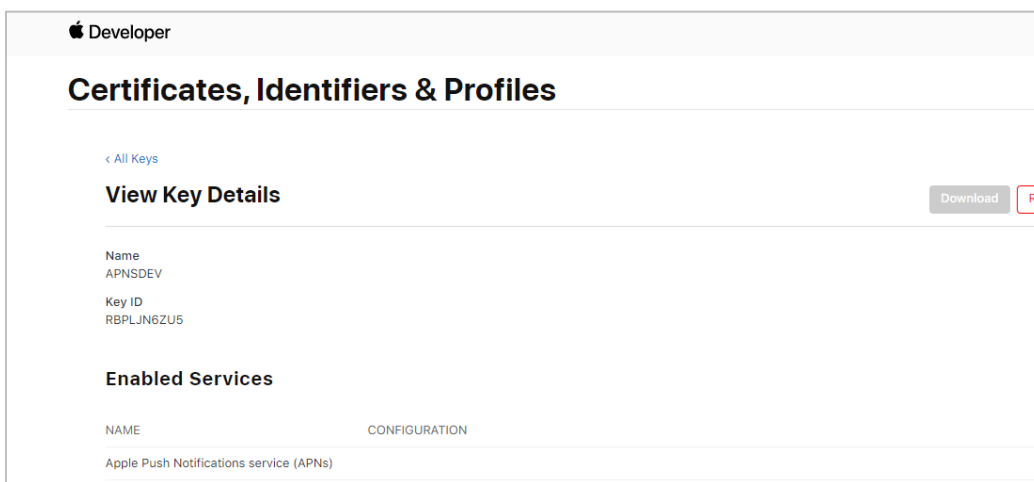 Developer
Certificates, Identifiers & Profiles
< All Keys
View Key Details
Download
R
Name
APNSDEV
Key ID
RBPLJN6ZU5
Enabled Services
NAME CONFIGURATION
Apple Push Notifications service (APNs)